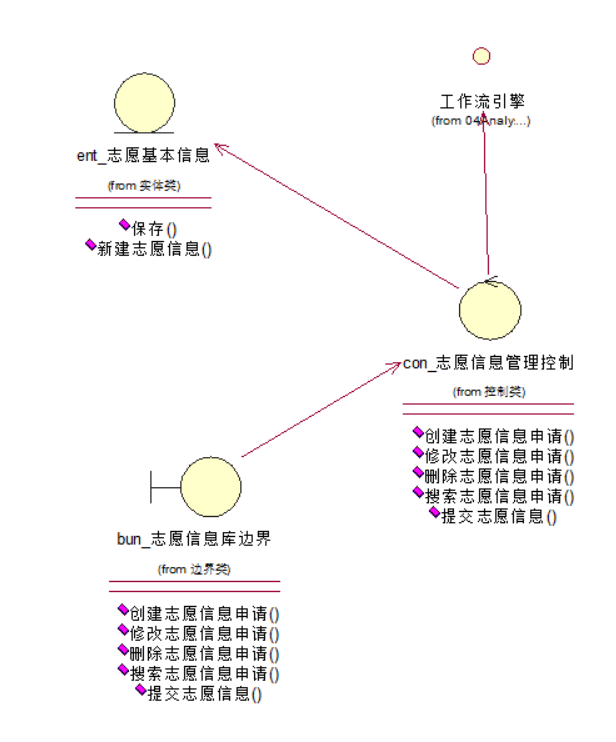 工作流引擎
(from 04Analy...)
ent_志愿基本信息
(from 实体类)
保存()
新建志愿信息()
con_志愿信息管理控制
(from 控制类)
创建志愿信息申请()
修改志愿信息申请()
删除志愿信息申请()
搜索志愿信息申请()
提交志愿信息()
bun_志愿信息库边界
(from 边界类)
创建志愿信息申请()
修改志愿信息申请()
删除志愿信息申请()
搜索志愿信息申请()
提交志愿信息()